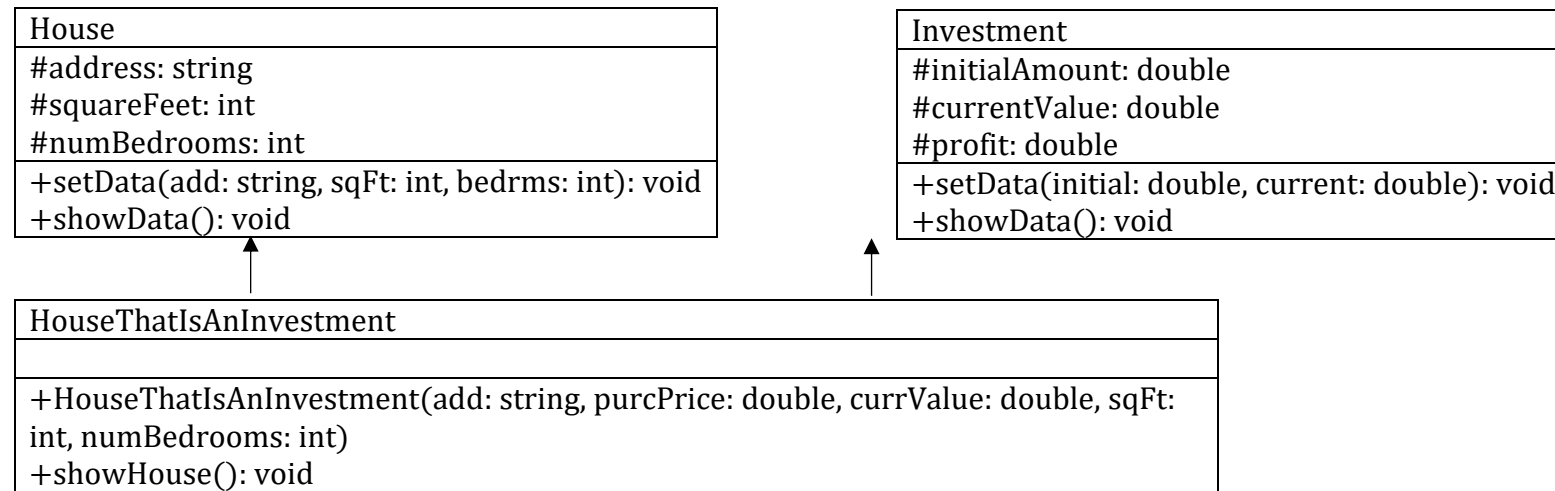 House
#address: string
#squareFeet: int
#numBedrooms: int
+setData(add: string, sqFt: int, bedrms: int): void
+showData(): void
Investment
#initialAmount: double
#currentValue: double
#profit: double
+setData(initial: double, current: double): void
+showData(): void
HouseThatIsAnInvestment
+HouseThatIsAnInvestment(add: string, purcPrice: double, currValue: double, sqFt:
int, numBedrooms: int)
+showHouse(): void